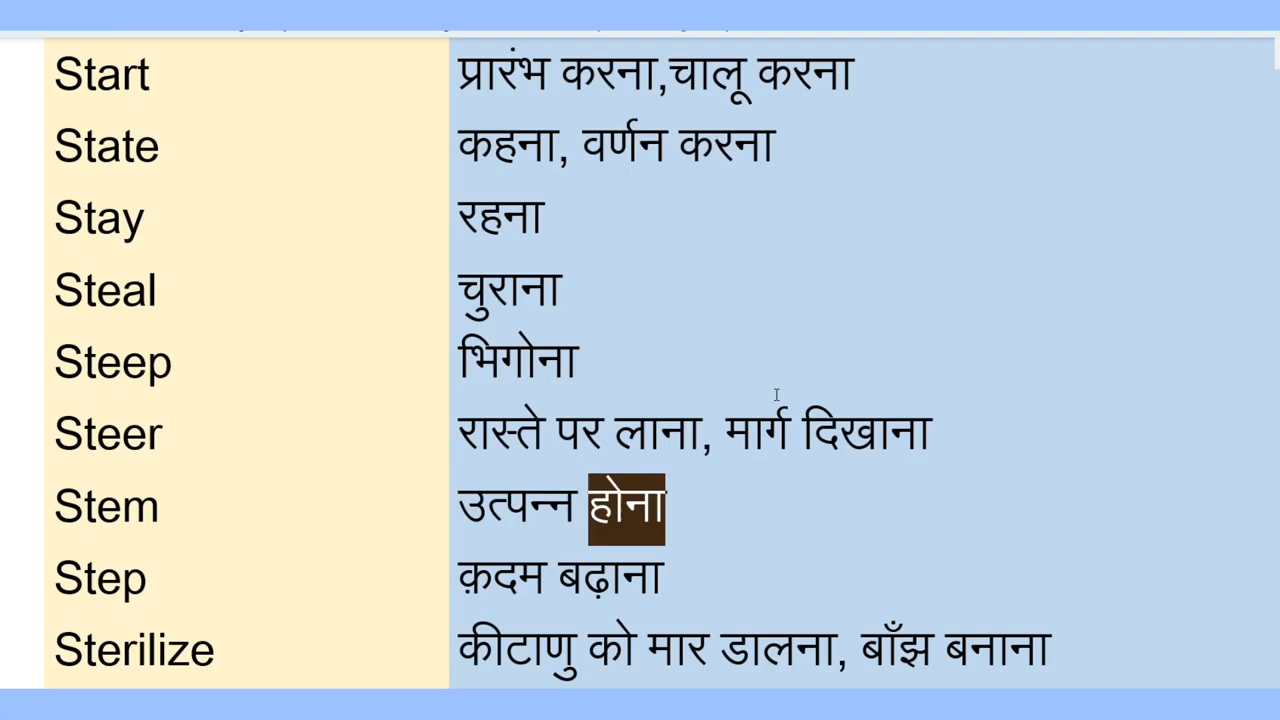 Start प्रारंभ करना,चालू करना
State कहना, वर्णन करना
Stay रहना
Steal चुराना
Steep भिगोना
Steer रास्ते पर लाना, मार्ग दिखाना
Stem उत्पन्न होना
Step क़दम बढ़ाना
Sterilize कीटाणु को मार डालना, बाँझ बनाना